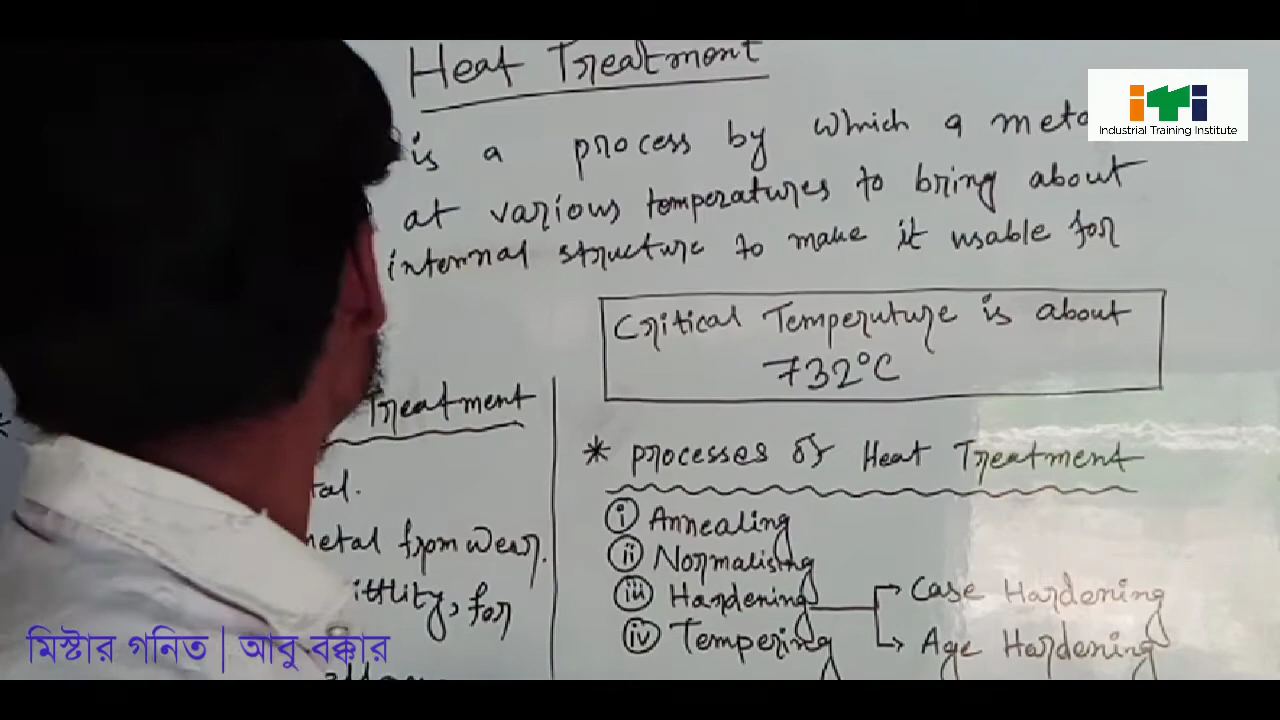 Heat Treatment
iTi
Industrial Training Institute
is a process by which a meta
at various temperatures to bring about
internal structure to make it usable for
Critical Temperuture is about
732°C
Treatment
tal.
metal from wear.
ittlity, for
* Processes of Heat Treatment
i Annealing
ii Normalising
iii Hardening
Case Hardening
Age Hardening
iv Tempering
মিস্টার গনিত | আবু বক্কার